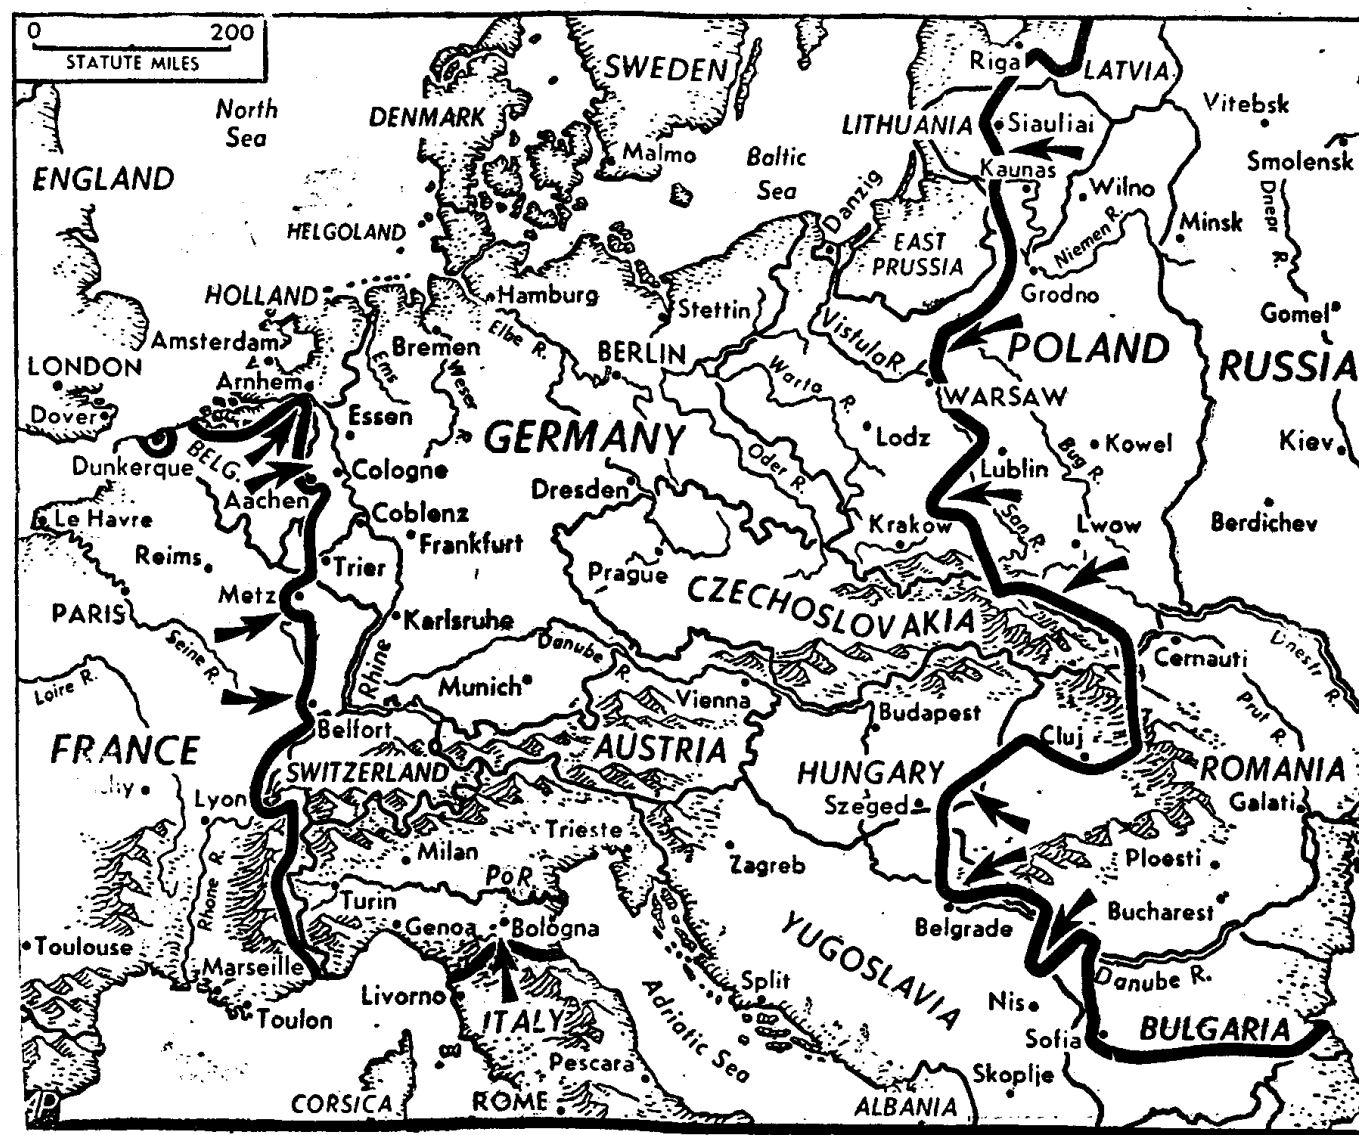 0 200
STATUTE MILES
North
Sea
ENGLAND
DENMARK
SWEDEN
Malmo
Baltic
Sea
HELGOLAND
Riga
LATVIA
LITHUANIA
Siauliai
Kaunas
Wilno
Vitebsk
Smolensk
Dnepr R.
Minsk
Niemen R.
Danzig
EAST
PRUSSIA
Grodno
Gomel
HOLLAND
Amsterdam
Arnhem
LONDON
Dover
Hamburg
Stettin
Elbe R.
Bremen
Ems
Weser R.
BERLIN
Vistula R.
Warta R.
POLAND
RUSSIA
WARSAW
Essen
GERMANY
Lodz
Bug R.
Kowel
Kiev
Dunkerque
BELG.
Aachen
Cologne
Oder R.
Lublin
Dresden
Le Havre
Coblenz
Frankfurt
Krakow
San R.
Lwow
Berdichev
Reims
Trier
Prague
Metz
CZECHOSLOVAKIA
PARIS
Karlsruhe
Seine R.
Rhine
Danube R.
Cernauti
Dnestr R.
Loire R.
Munich
Vienna
Budapest
Prut R.
FRANCE
Belfort
AUSTRIA
Cluj
SWITZERLAND
HUNGARY
ROMANIA
Lyon
Szeged
Galati
Trieste
Milan
Zagreb
Ploesti
Rhone R.
Po R.
Turin
Bucharest
Genoa
Bologna
Belgrade
YUGOSLAVIA
Toulouse
Marseille
Danube R.
Livorno
Toulon
ITALY
Adriatic Sea
Split
Nis
BULGARIA
Sofia
Pescara
Skoplje
AP
CORSICA
ROME
ALBANIA